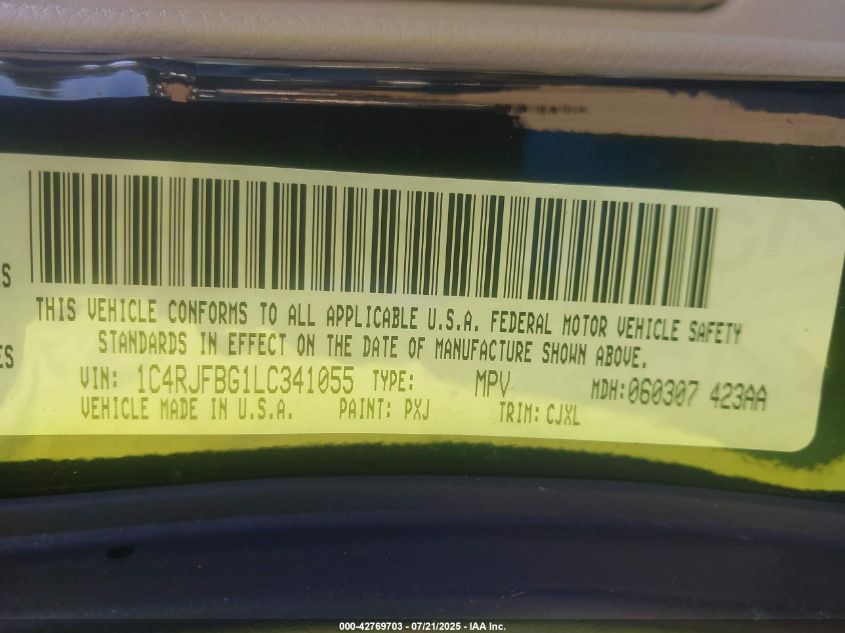 S
THIS VEHICLE CONFORMS TO ALL APPLICABLE U.S.A. FEDERAL MOTOR VEHICLE SAFETY
ES
STANDARDS IN EFFECT ON THE DATE OF MANUFACTURE SHOWN ABOVE.
VIN: 1C4RJFBG1LC341055 TYPE: MPV MDH:060307 423AA
VEHICLE MADE IN U.S.A. PAINT: PXJ TRIM: CJXL
000-42769703 - 07/21/2025 - IAA Inc.